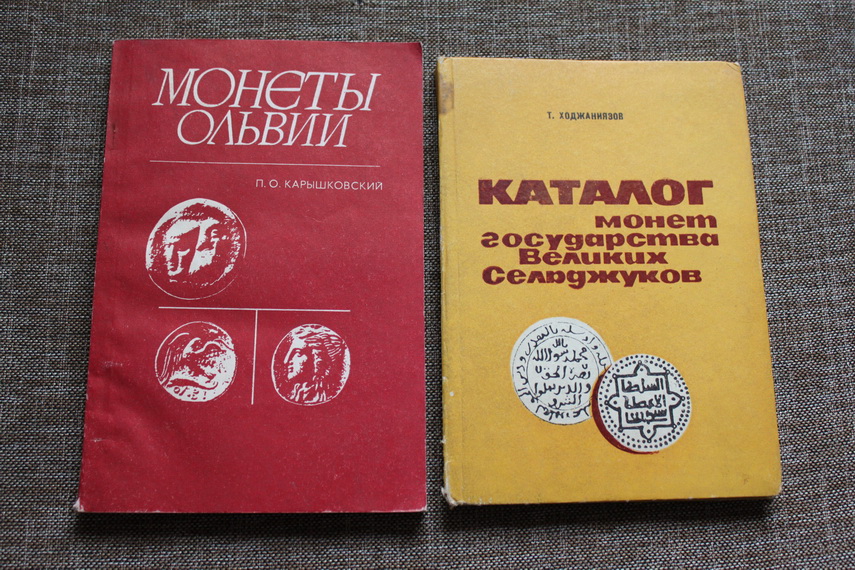 МОНЕТЫ
ОЛЬВИИ
П. О. КАРЫШКОВСКИЙ
Т. ХОДЖАНИЯЗОВ
КАТАЛОГ
монет
государства
Великих
Сельджуков